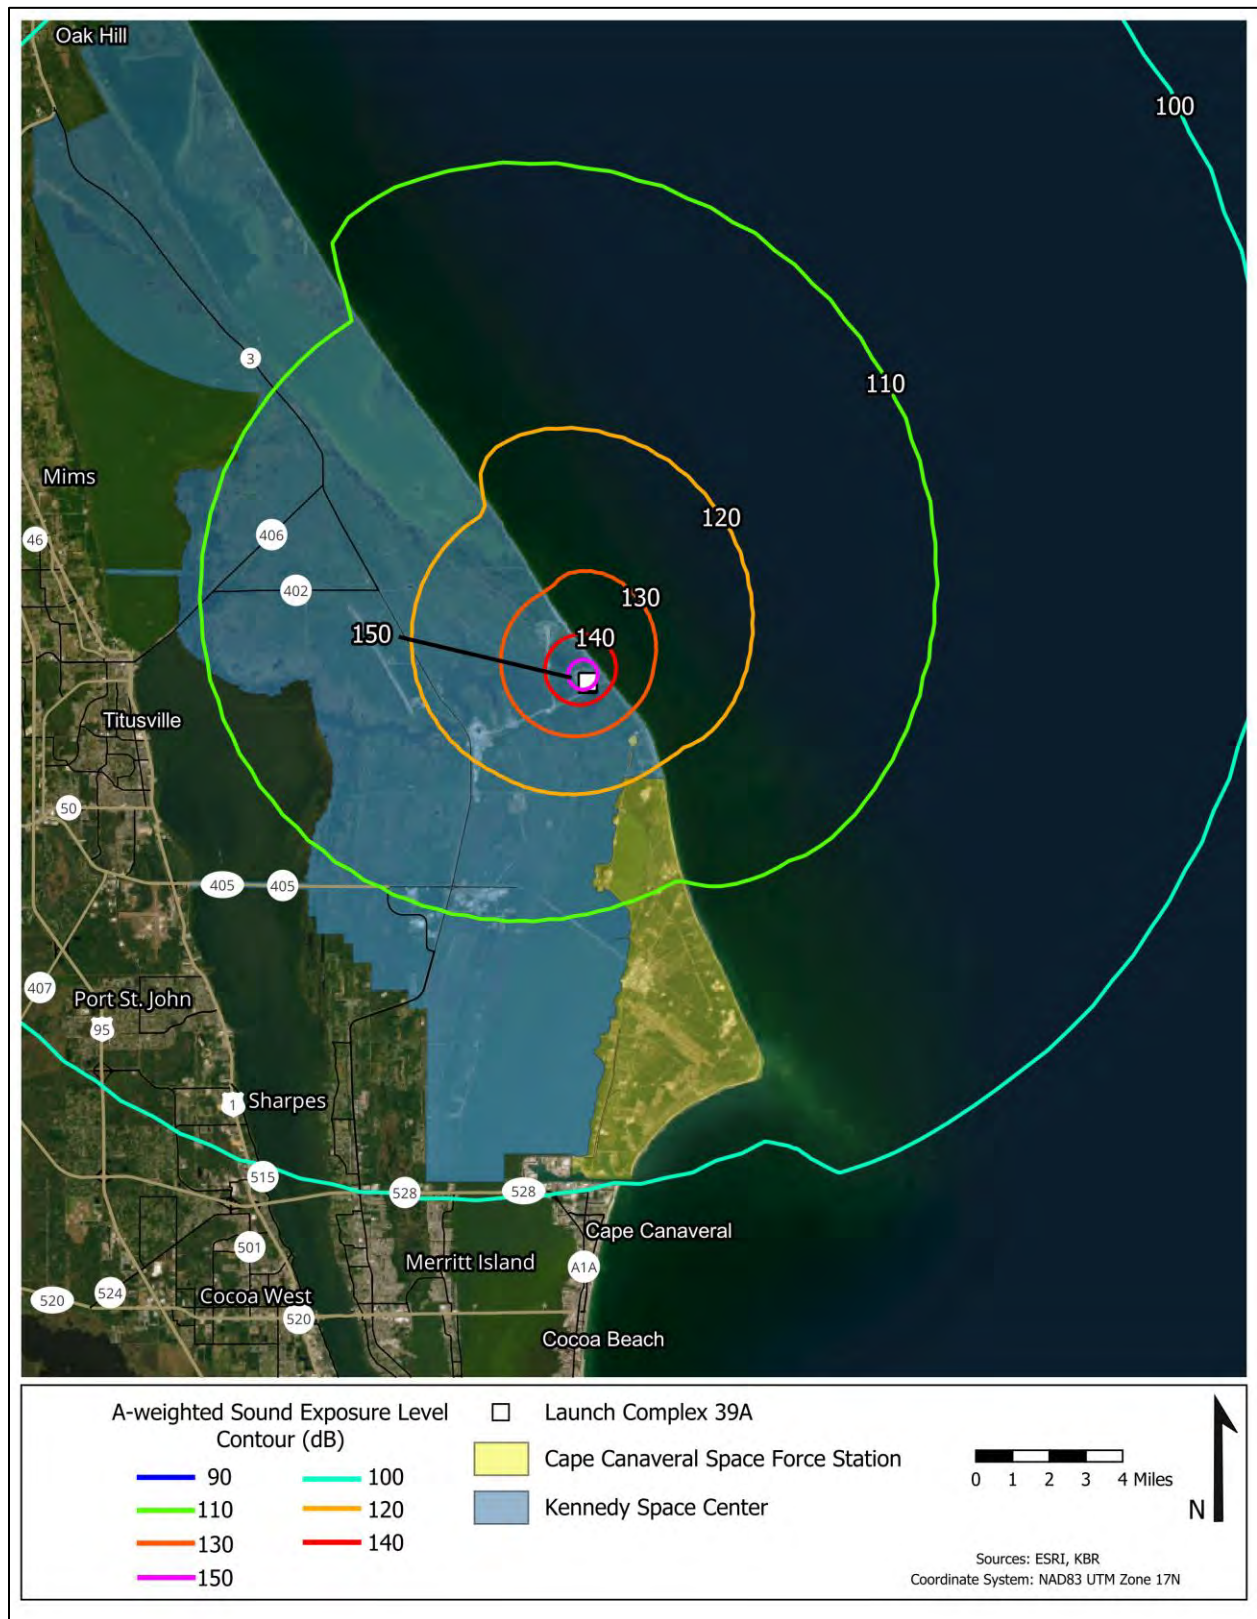 Oak Hill
100
3
110
Mims
120
46
406
402
130
150
140
Titusville
50
405
405
407
Port St. John
95
1
Sharpes
515
528
528
Cape Canaveral
501
Merritt Island
A1A
524
Cocoa West
520
520
Cocoa Beach
A-weighted Sound Exposure Level
Contour (dB)
90
100
110
120
130
140
150
Launch Complex 39A
Cape Canaveral Space Force Station
Kennedy Space Center
0 1 2 3 4 Miles
N
Sources: ESRI, KBR
Coordinate System: NAD83 UTM Zone 17N